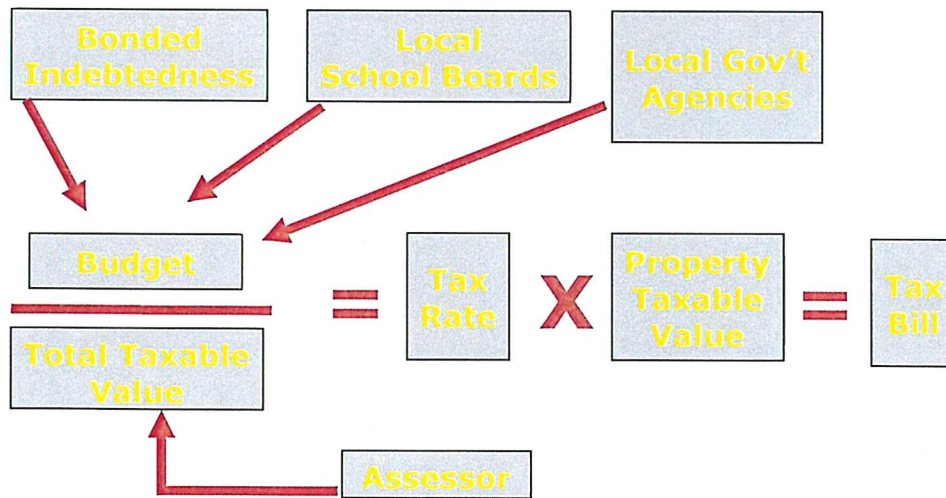 Bonded
Indebtedness
Local
School Boards
Local Gov't
Agencies
Budget
Total Taxable
Value
=
Tax
Rate
X
Property
Taxable
Value
=
Tax
Bill
Assessor